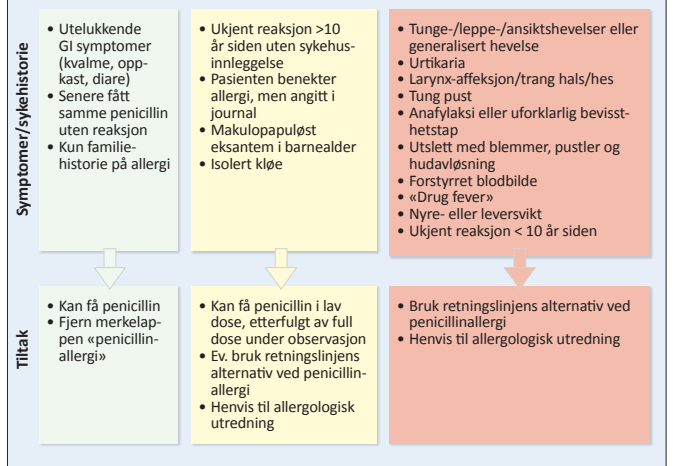 Symptomer/sykehistorie
• Utelukkende
GI symptomer
(kvalme, opp-
kast, diare)
• Senere fått
samme penicillin
uten reaksjon
• Kun familie-
historie på allergi
• Ukjent reaksjon >10
år siden uten sykehus-
innleggelse
• Pasienten benekter
allergi, men angitt i
journal
• Makulopapuløst
eksantem i barnealder
• Isolert kløe
• Tunge-/leppe-/ansiktshevelser eller
generalisert hevelse
• Urtikaria
• Larynx-affeksjon/trang hals/hes
• Tung pust
• Anafylaksi eller uforklarlig bevisst-
hetstap
• Utslett med blemmer, pustler og
hudavløsning
• Forstyrret blodbilde
• «Drug fever»
• Nyre- eller leversvikt
• Ukjent reaksjon < 10 år siden
Tiltak
• Kan få penicillin
• Fjern merkelap-
pen «penicillin-
allergi»
• Kan få penicillin i lav
dose, etterfulgt av full
dose under observasjon
• Ev. bruk retningslinjens
alternativ ved penicillin-
allergi
• Henvis til allergologisk
utredning
• Bruk retningslinjens alternativ ved
penicillinallergi
• Henvis til allergologisk utredning